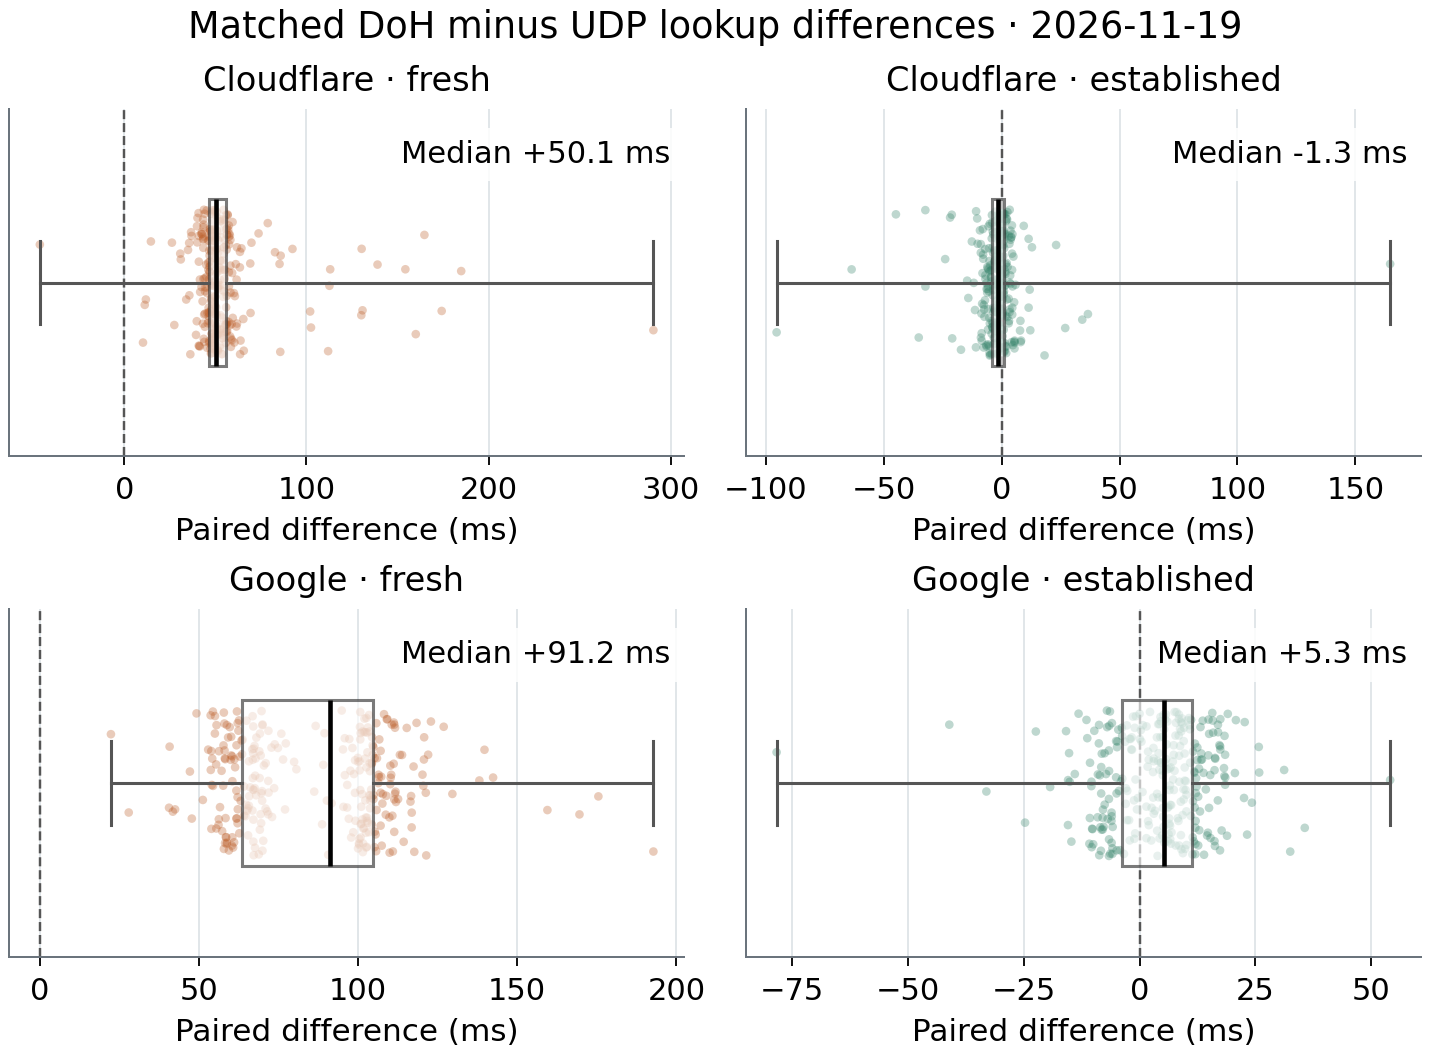 Matched DoH minus UDP lookup differences · 2026-11-19
Cloudflare · fresh
Median +50.1 ms
0 100 200 300
Paired difference (ms)
Cloudflare · established
Median -1.3 ms
−100 −50 0 50 100 150
Paired difference (ms)
Google · fresh
Median +91.2 ms
0 50 100 150 200
Paired difference (ms)
Google · established
Median +5.3 ms
−75 −50 −25 0 25 50
Paired difference (ms)